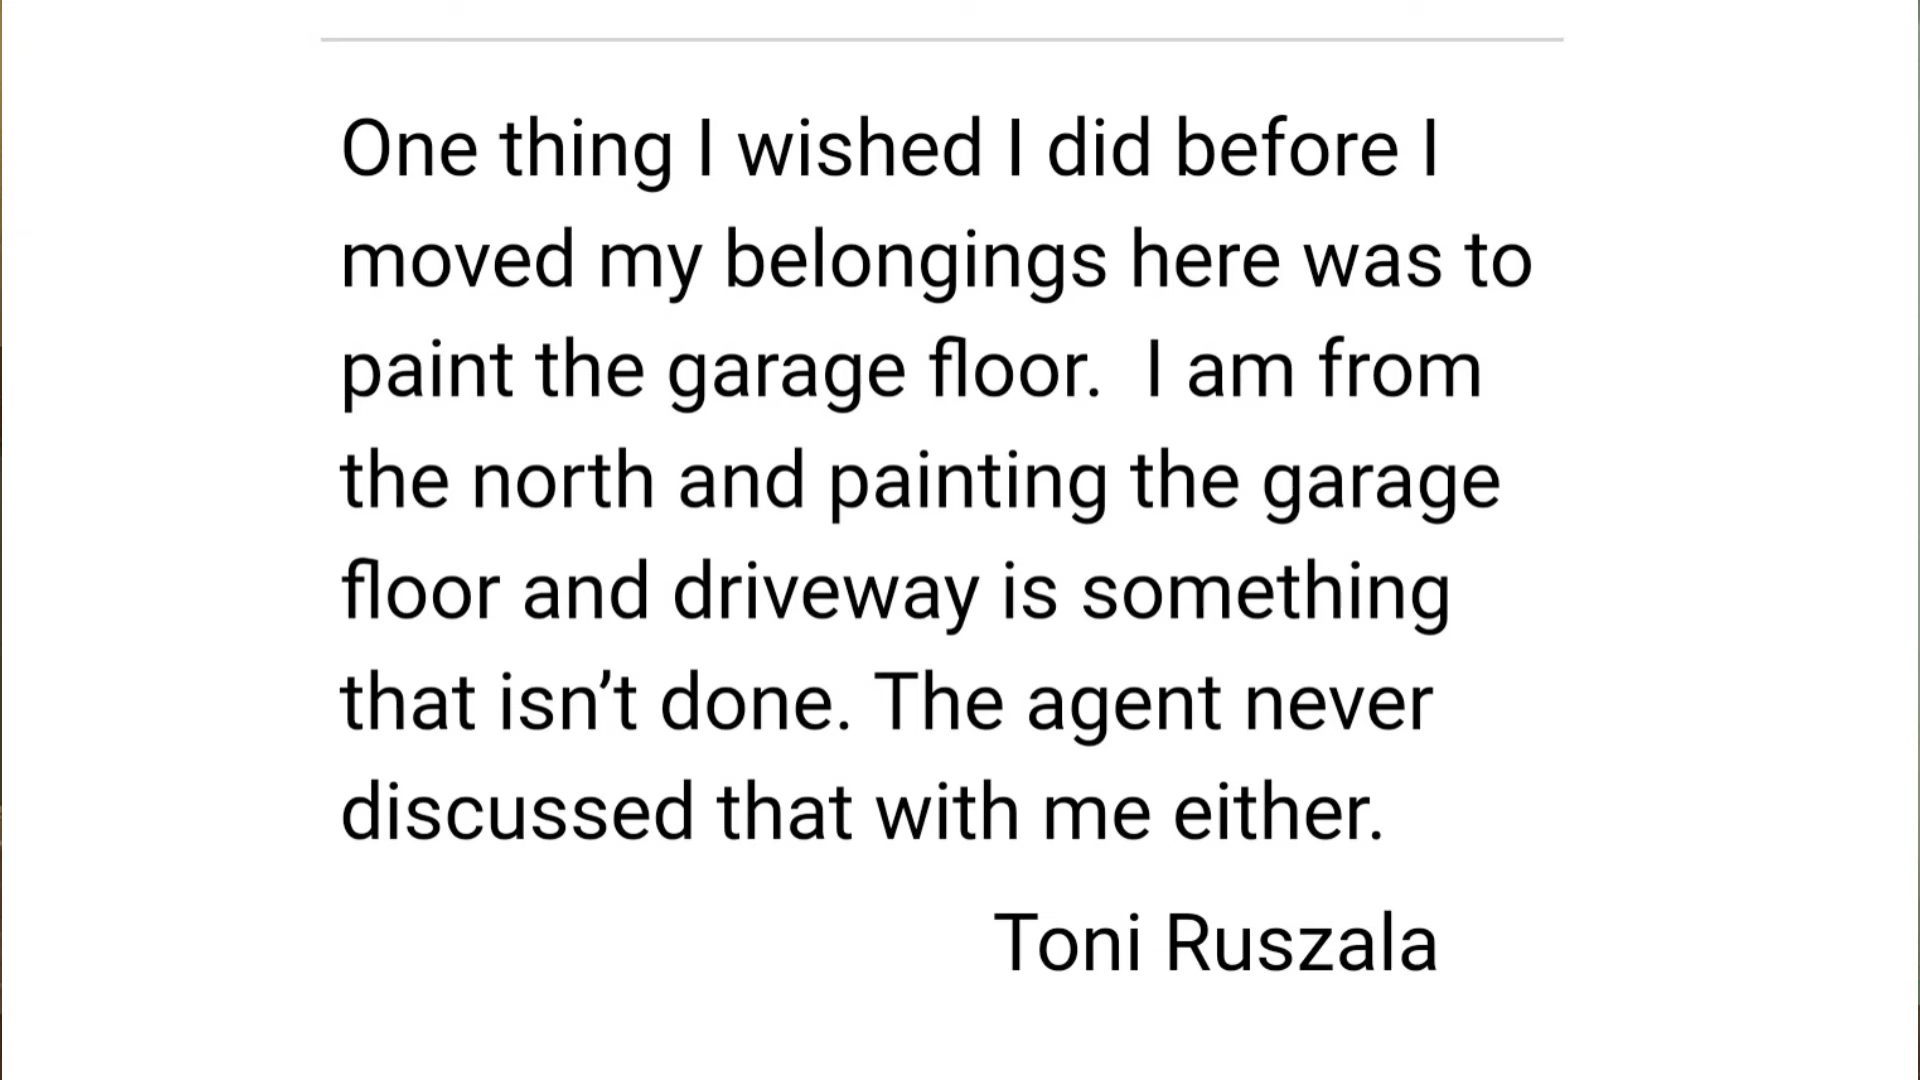 One thing I wished I did before I
moved my belongings here was to
paint the garage floor.  I am from
the north and painting the garage
floor and driveway is something
that isn’t done. The agent never
discussed that with me either.
Toni Ruszala